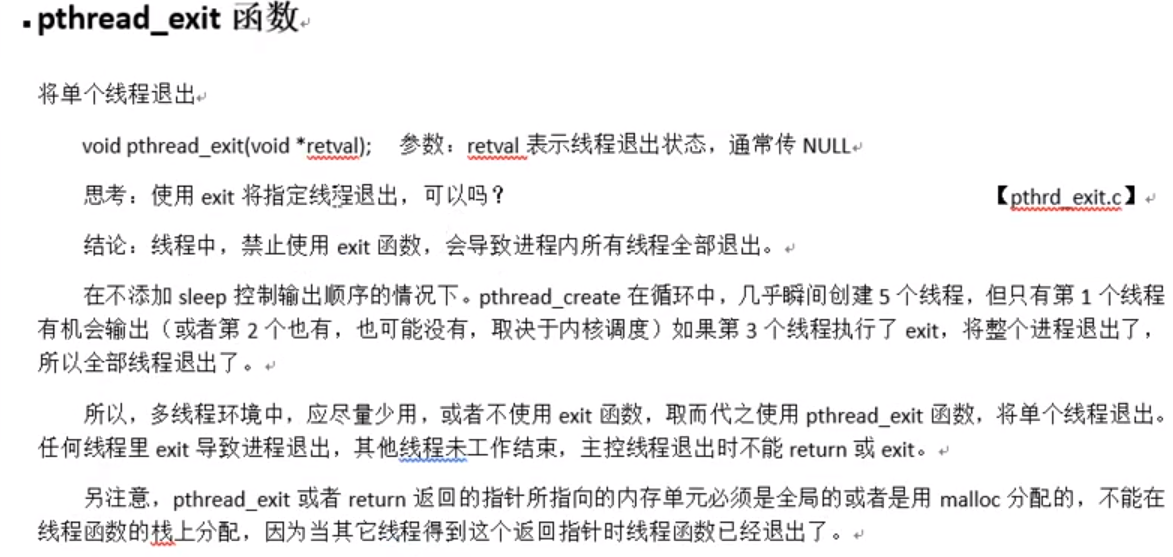 ▪pthread_exit 函数
将单个线程退出
void pthread_exit(void *retval); 参数：retval 表示线程退出状态，通常传 NULL
思考：使用 exit 将指定线程退出，可以吗？ 【pthrd_exit.c】
结论：线程中，禁止使用 exit 函数，会导致进程内所有线程全部退出。
在不添加 sleep 控制输出顺序的情况下。pthread_create 在循环中，几乎瞬间创建 5 个线程，但只有第 1 个线程
有机会输出（或者第 2 个也有，也可能没有，取决于内核调度）如果第 3 个线程执行了 exit，将整个进程退出了，
所以全部线程退出了。
所以，多线程环境中，应尽量少用，或者不使用 exit 函数，取而代之使用 pthread_exit 函数，将单个线程退出。
任何线程里 exit 导致进程退出，其他线程未工作结束，主控线程退出时不能 return 或 exit。
另注意，pthread_exit 或者 return 返回的指针所指向的内存单元必须是全局的或者是用 malloc 分配的，不能在
线程函数的栈上分配，因为当其它线程得到这个返回指针时线程函数已经退出了。